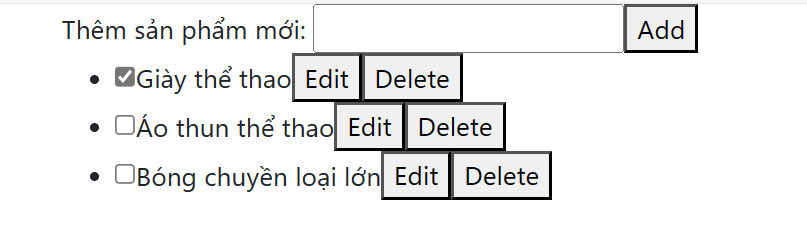 Thêm sản phẩm mới: Add
Giày thể thao Edit Delete
Áo thun thể thao Edit Delete
Bóng chuyền loại lớn Edit Delete